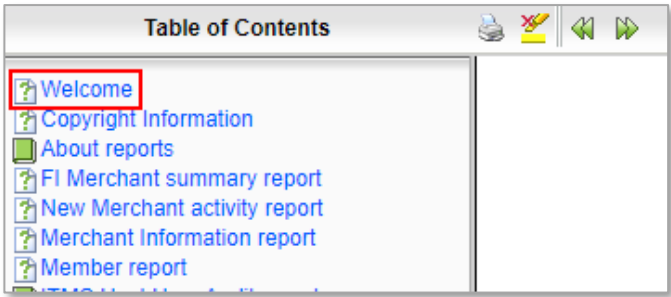 Table of Contents
Welcome
Copyright Information
About reports
FI Merchant summary report
New Merchant activity report
Merchant Information report
Member report